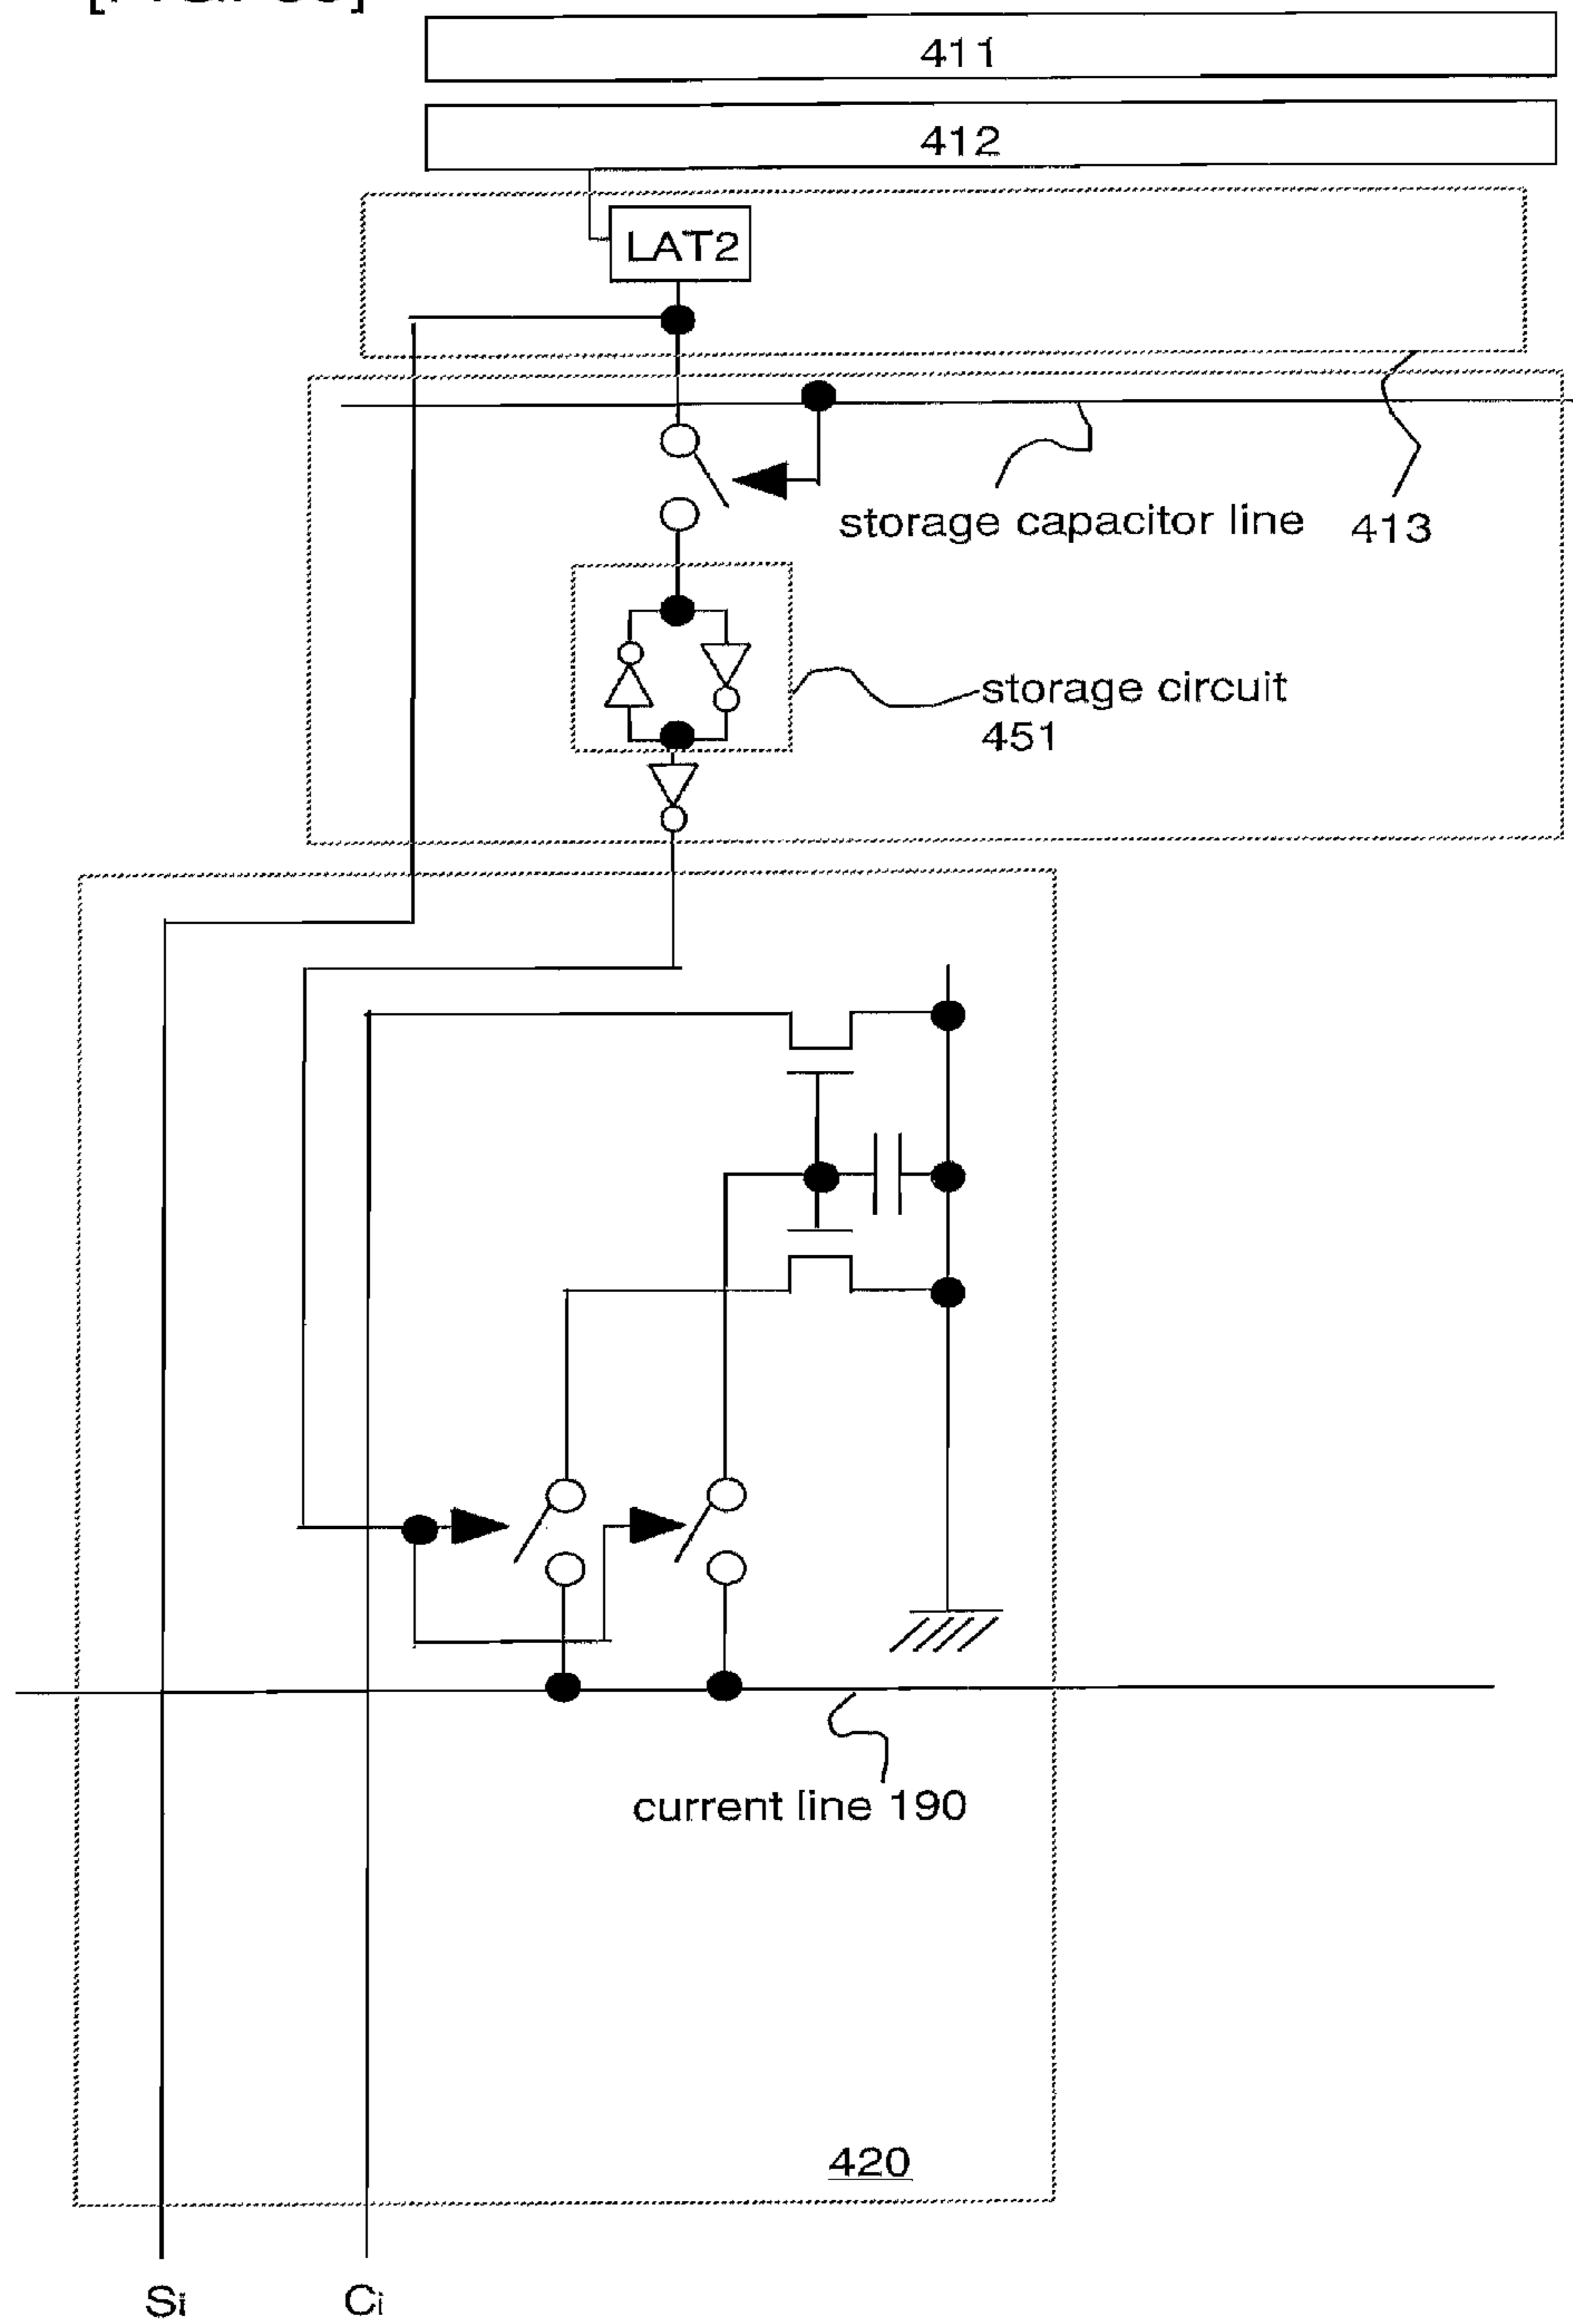 411
412
LAT2
storage capacitor line
413
storage circuit
451
current line 190
420
Si
Ci